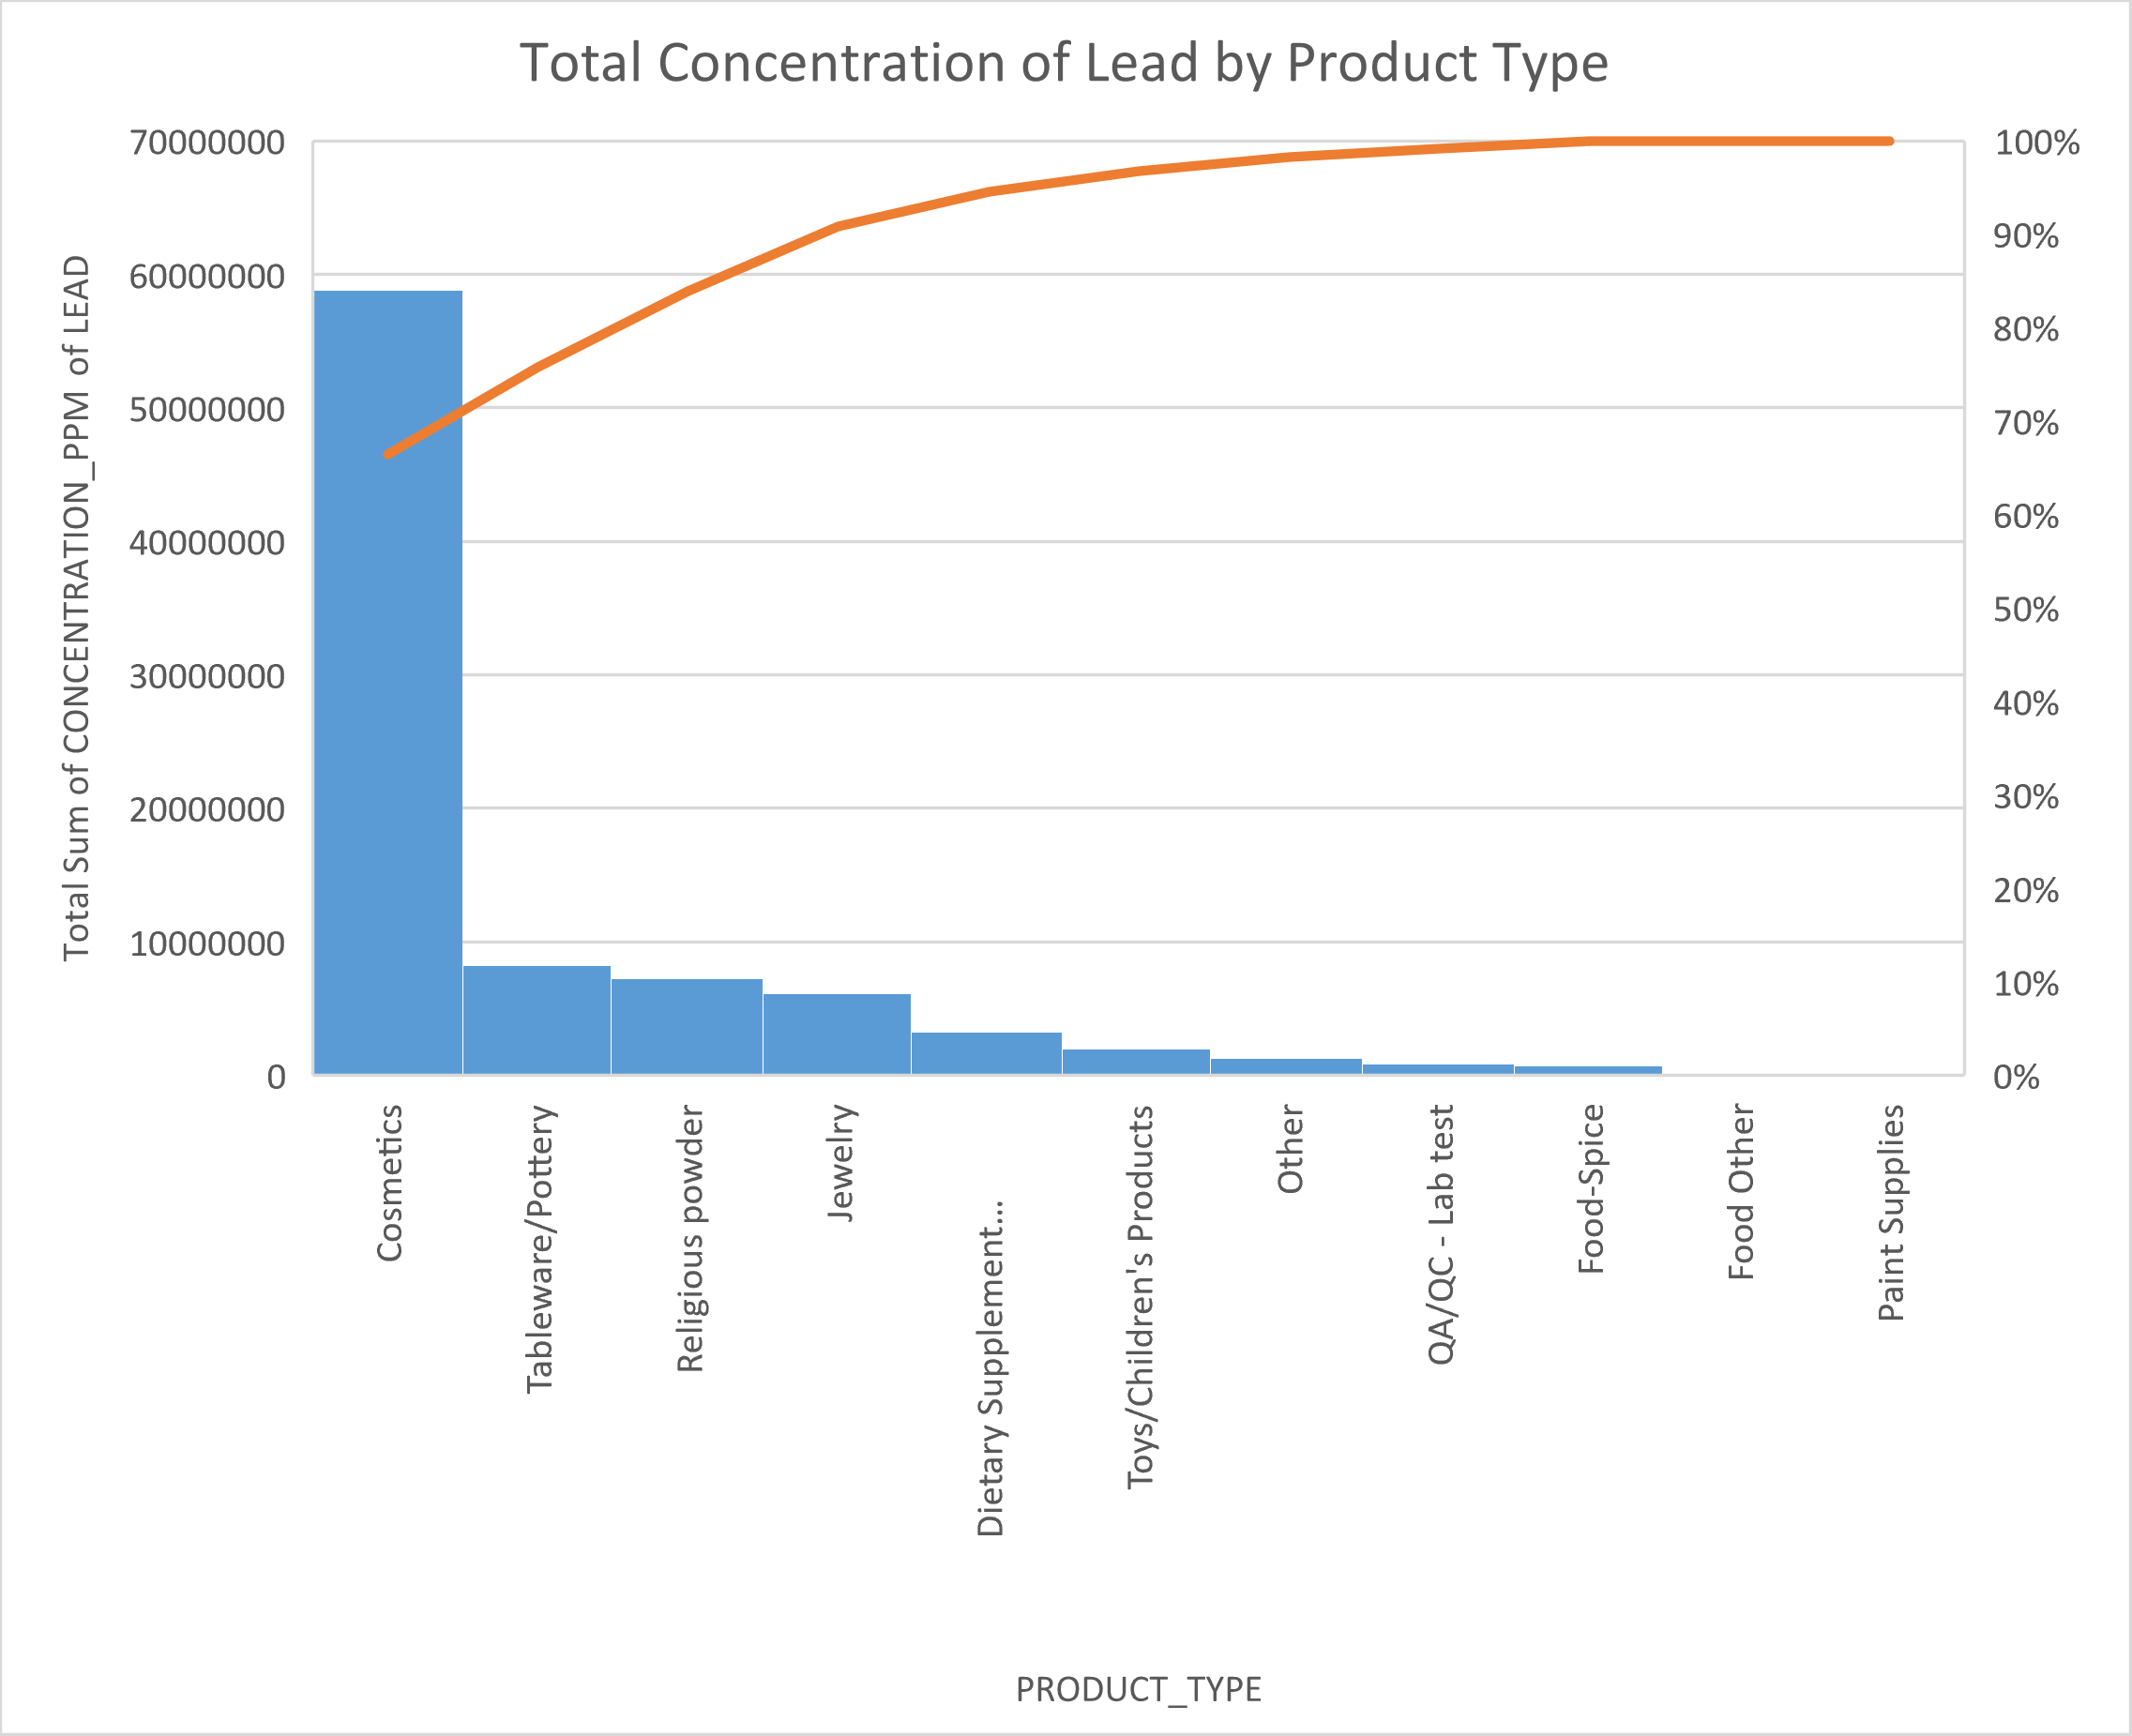 Total Concentration of Lead by Product Type
Total Sum of CONCENTRATION_PPM of LEAD
70000000
60000000
50000000
40000000
30000000
20000000
10000000
0
100%
90%
80%
70%
60%
50%
40%
30%
20%
10%
0%
Cosmetics
Tableware/Pottery
Religious powder
Jewelry
Dietary Supplement...
Toys/Children's Products
Other
QA/QC - Lab test
Food-Spice
Food Other
Paint Supplies
PRODUCT_TYPE